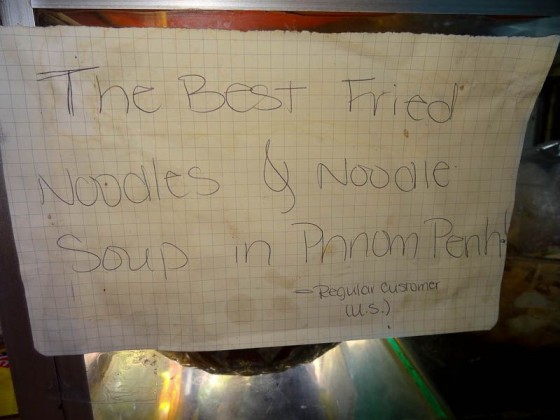 The Best Fried
Noodles & Noodle
Soup in Phnom Penh!
- Regular Customer
(U.S.)